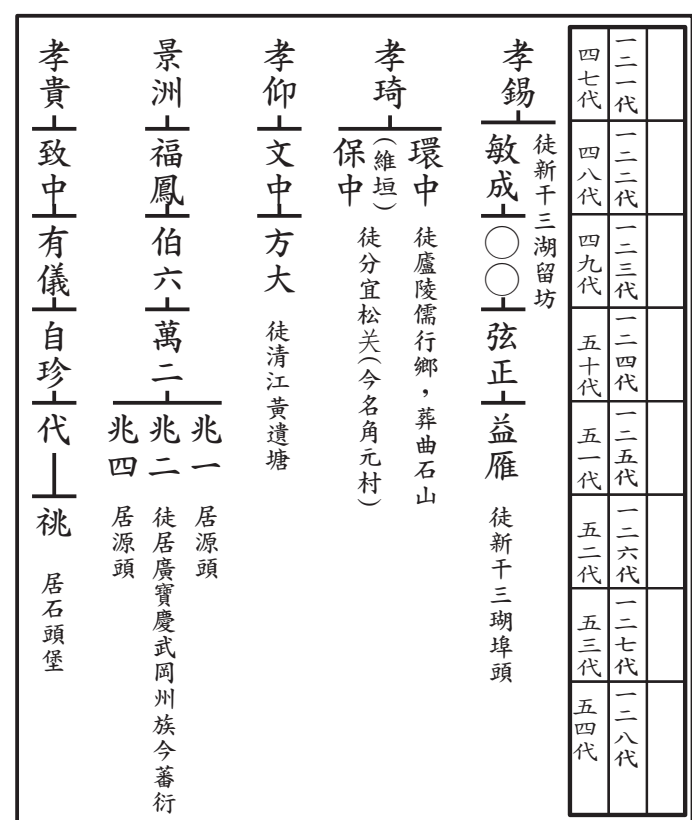 一二一代
一二二代
一二三代
一二四代
一二五代
一二六代
一二七代
一二八代
四七代
四八代
四九代
五十代
五一代
五二代
五三代
五四代
孝錫
敏成
徒新干三湖留坊
〇〇
弦正
益雁
徒新干三瑚埠頭
孝琦
環中
徒廬陵儒行鄉，葬曲石山
(維垣)
保中
徒分宜松关(今名角元村)
孝仰
文中
方大
徒清江黃遺塘
景洲
福鳳
伯六
萬二
兆一
居源頭
兆二
徒居廣寶慶武岡州族今蕃衍
兆四
居源頭
孝貴
致中
有儀
自珍
代
祧
居石頭堡